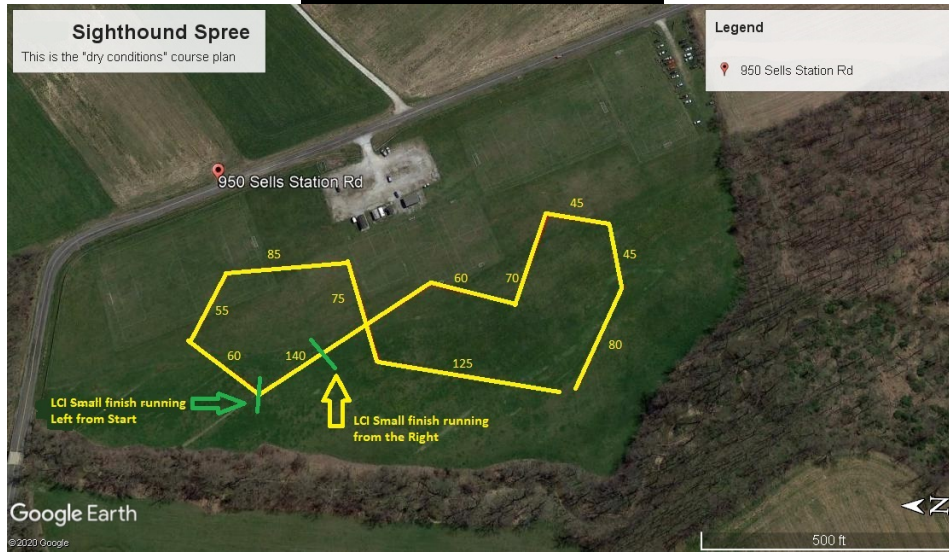 Sighthound Spree
This is the "dry conditions" course plan
Legend
950 Sells Station Rd
950 Sells Station Rd
45
85
45
60
70
75
55
80
60
140
125
LCI Small finish running
Left from Start
LCI Small finish running
from the Right
Google Earth
©2020 Google
N
500 ft